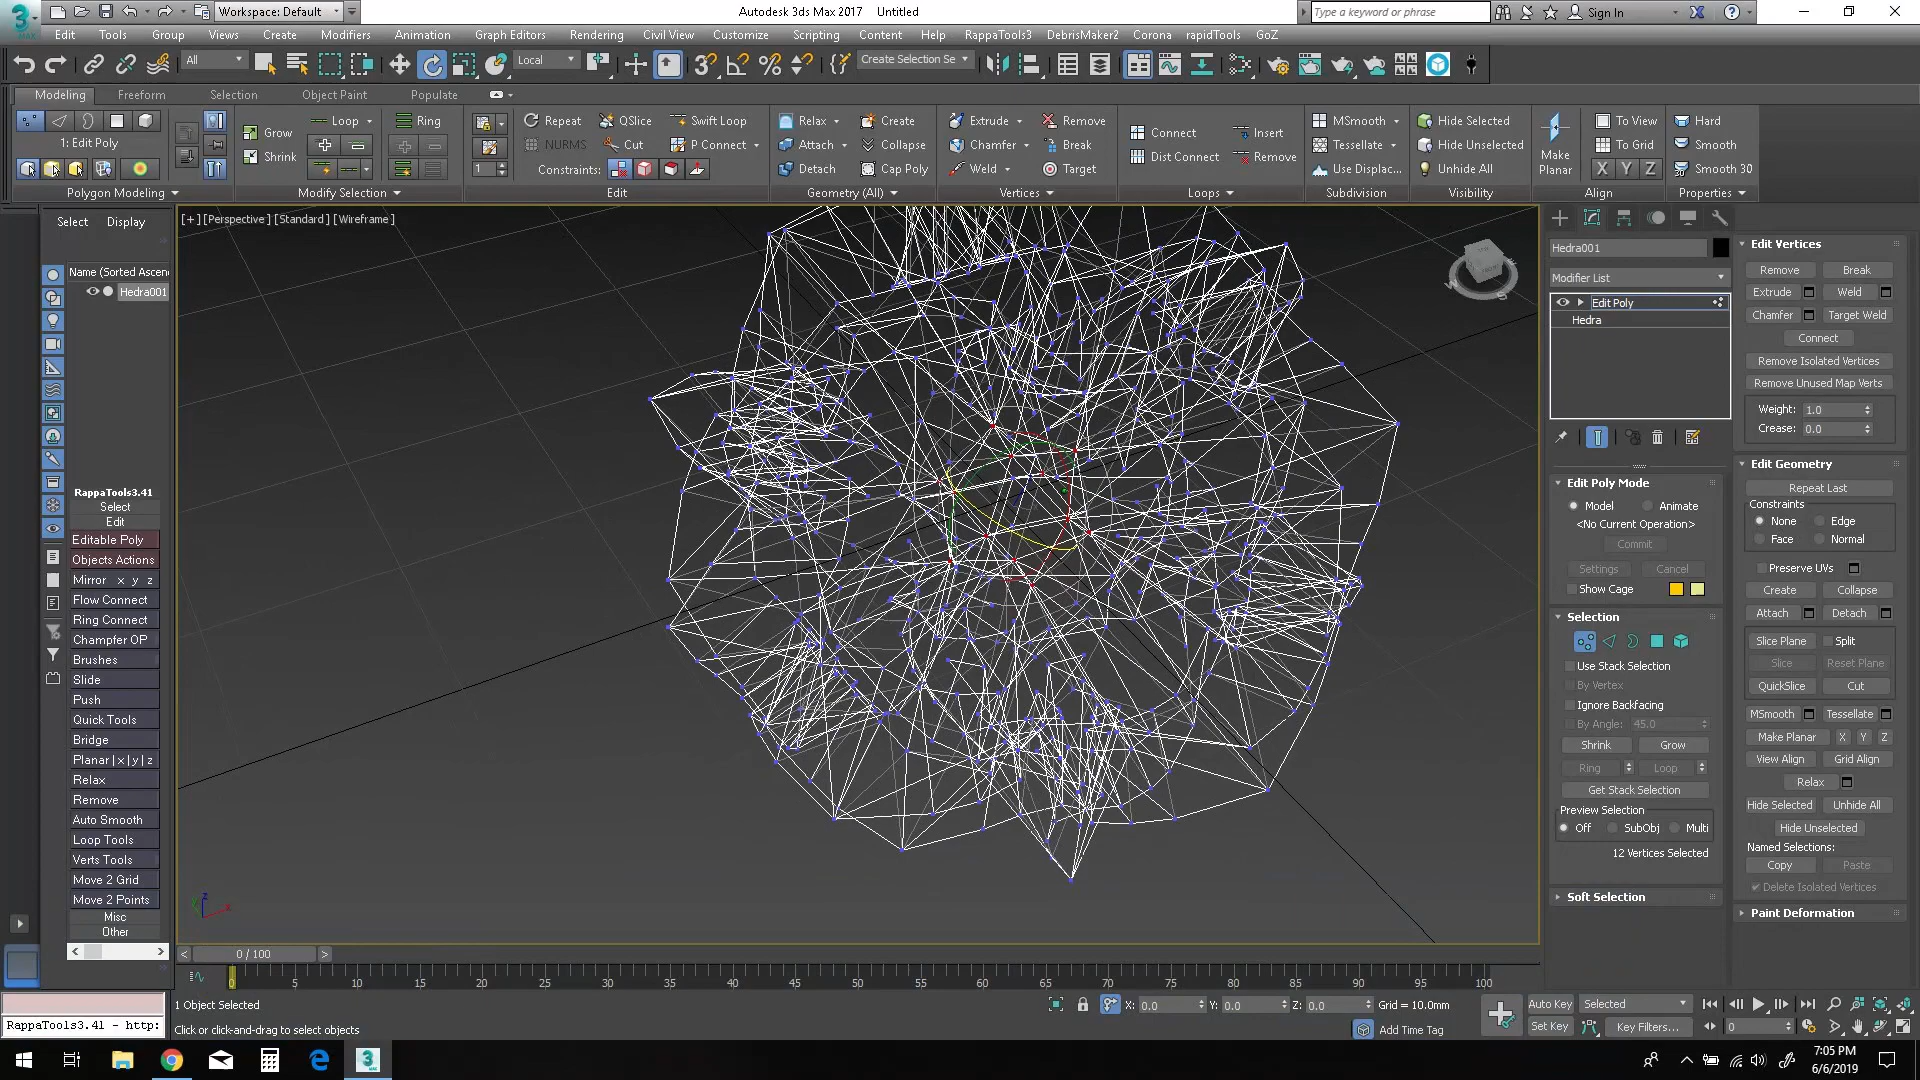 Workspace: Default
Autodesk 3ds Max 2017 Untitled
Type a keyword or phrase
Sign In
Edit Tools Group Views Create Modifiers Animation Graph Editors Rendering Civil View Customize Scripting Content Help RappaTools3 DebrisMaker2 Corona rapidTools GoZ
All Local Create Selection Se
Modeling Freeform Selection Object Paint Populate
Loop Ring Repeat QSlice Swift Loop Relax Create Extrude Remove Connect Insert MSmooth Hide Selected To View Hard
1: Edit Poly Grow Shrink NURMS Cut P Connect Attach Collapse Chamfer Break Dist Connect Remove Tessellate Hide Unselected Make Planar To Grid Smooth
1 Constraints: Detach Cap Poly Weld Target Use Displac... Unhide All X Y Z Smooth 30
Polygon Modeling Modify Selection Edit Geometry (All) Vertices Loops Subdivision Visibility Align Properties
Select Display
Name (Sorted Ascen
Hedra001
RappaTools3.41
Select
Edit
Editable Poly
Objects Actions
Mirror x y z
Flow Connect
Ring Connect
Champfer OP
Brushes
Slide
Push
Quick Tools
Bridge
Planar|x|y|z
Relax
Remove
Auto Smooth
Loop Tools
Verts Tools
Move 2 Grid
Move 2 Points
Misc
Other
[+] [Perspective ] [Standard ] [Wireframe ]
Hedra001
Modifier List
Edit Poly
Hedra
Edit Poly Mode
Model Animate
<No Current Operation>
Commit
Settings Cancel
Show Cage
Selection
Use Stack Selection
By Vertex
Ignore Backfacing
By Angle: 45.0
Shrink Grow
Ring Loop
Get Stack Selection
Preview Selection
Off SubObj Multi
12 Vertices Selected
Soft Selection
Edit Vertices
Remove Break
Extrude Weld
Chamfer Target Weld
Connect
Remove Isolated Vertices
Remove Unused Map Verts
Weight: 1.0
Crease: 0.0
Edit Geometry
Repeat Last
Constraints
None Edge
Face Normal
Preserve UVs
Create Collapse
Attach Detach
Slice Plane Split
Slice Reset Plane
QuickSlice Cut
MSmooth Tessellate
Make Planar X Y Z
View Align Grid Align
Relax
Hide Selected Unhide All
Hide Unselected
Named Selections:
Copy Paste
Delete Isolated Vertices
Paint Deformation
< 0 / 100 >
0 5 10 15 20 25 30 35 40 45 50 55 60 65 70 75 80 85 90 95 100
1 Object Selected
X: 0.0 Y: 0.0 Z: 0.0 Grid = 10.0mm
Auto Key Selected
RappaTools3.41 - http:
Click or click-and-drag to select objects
Add Time Tag
Set Key Key Filters... 0
7:05 PM
6/6/2019